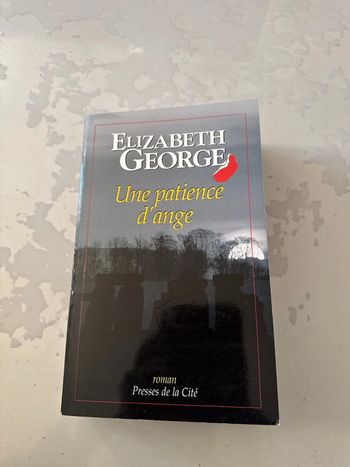 ELIZABETH
GEORGE
Une patience
d'ange
roman
Presses de la Cité